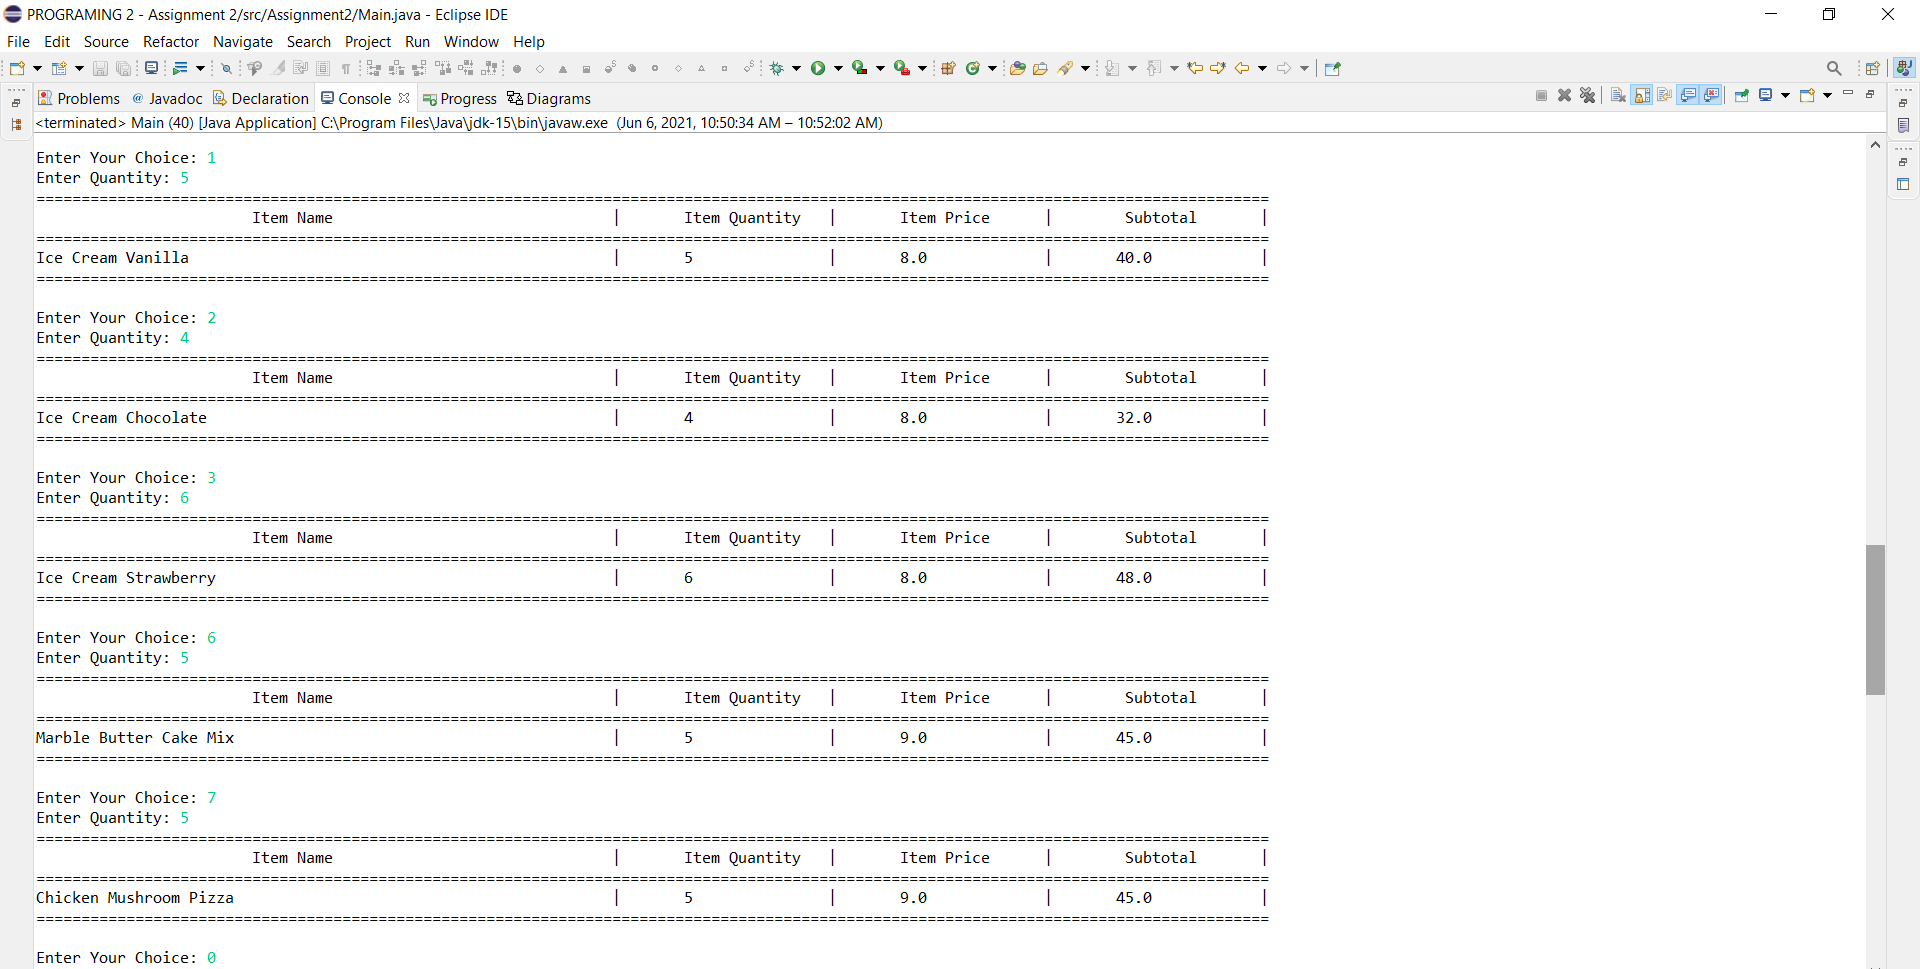 PROGRAMING 2 - Assignment 2/src/Assignment2/Main.java - Eclipse IDE
File Edit Source Refactor Navigate Search Project Run Window Help
Problems @ Javadoc Declaration Console Progress Diagrams
<terminated> Main (40) [Java Application] C:\Program Files\Java\jdk-15\bin\javaw.exe (Jun 6, 2021, 10:50:34 AM – 10:52:02 AM)
Enter Your Choice: 1
Enter Quantity: 5
=========================================================================================================================================
Item Name | Item Quantity | Item Price | Subtotal |
=========================================================================================================================================
Ice Cream Vanilla | 5 | 8.0 | 40.0 |
=========================================================================================================================================
Enter Your Choice: 2
Enter Quantity: 4
=========================================================================================================================================
Item Name | Item Quantity | Item Price | Subtotal |
=========================================================================================================================================
Ice Cream Chocolate | 4 | 8.0 | 32.0 |
=========================================================================================================================================
Enter Your Choice: 3
Enter Quantity: 6
=========================================================================================================================================
Item Name | Item Quantity | Item Price | Subtotal |
=========================================================================================================================================
Ice Cream Strawberry | 6 | 8.0 | 48.0 |
=========================================================================================================================================
Enter Your Choice: 6
Enter Quantity: 5
=========================================================================================================================================
Item Name | Item Quantity | Item Price | Subtotal |
=========================================================================================================================================
Marble Butter Cake Mix | 5 | 9.0 | 45.0 |
=========================================================================================================================================
Enter Your Choice: 7
Enter Quantity: 5
=========================================================================================================================================
Item Name | Item Quantity | Item Price | Subtotal |
=========================================================================================================================================
Chicken Mushroom Pizza | 5 | 9.0 | 45.0 |
=========================================================================================================================================
Enter Your Choice: 0